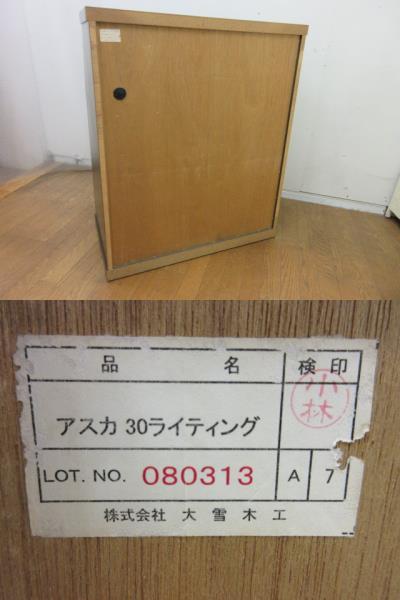 品 名 検印
アスカ 30ライティング
小林
LOT. NO. 080313 A 7
株式会社 大雪木工